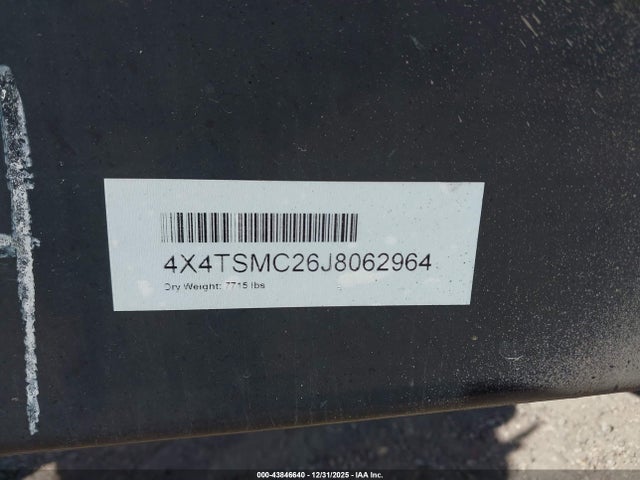 4X4TSMC26J8062964
Dry Weight: 7715 lbs
000-43846640 - 12/31/2025 - IAA Inc.